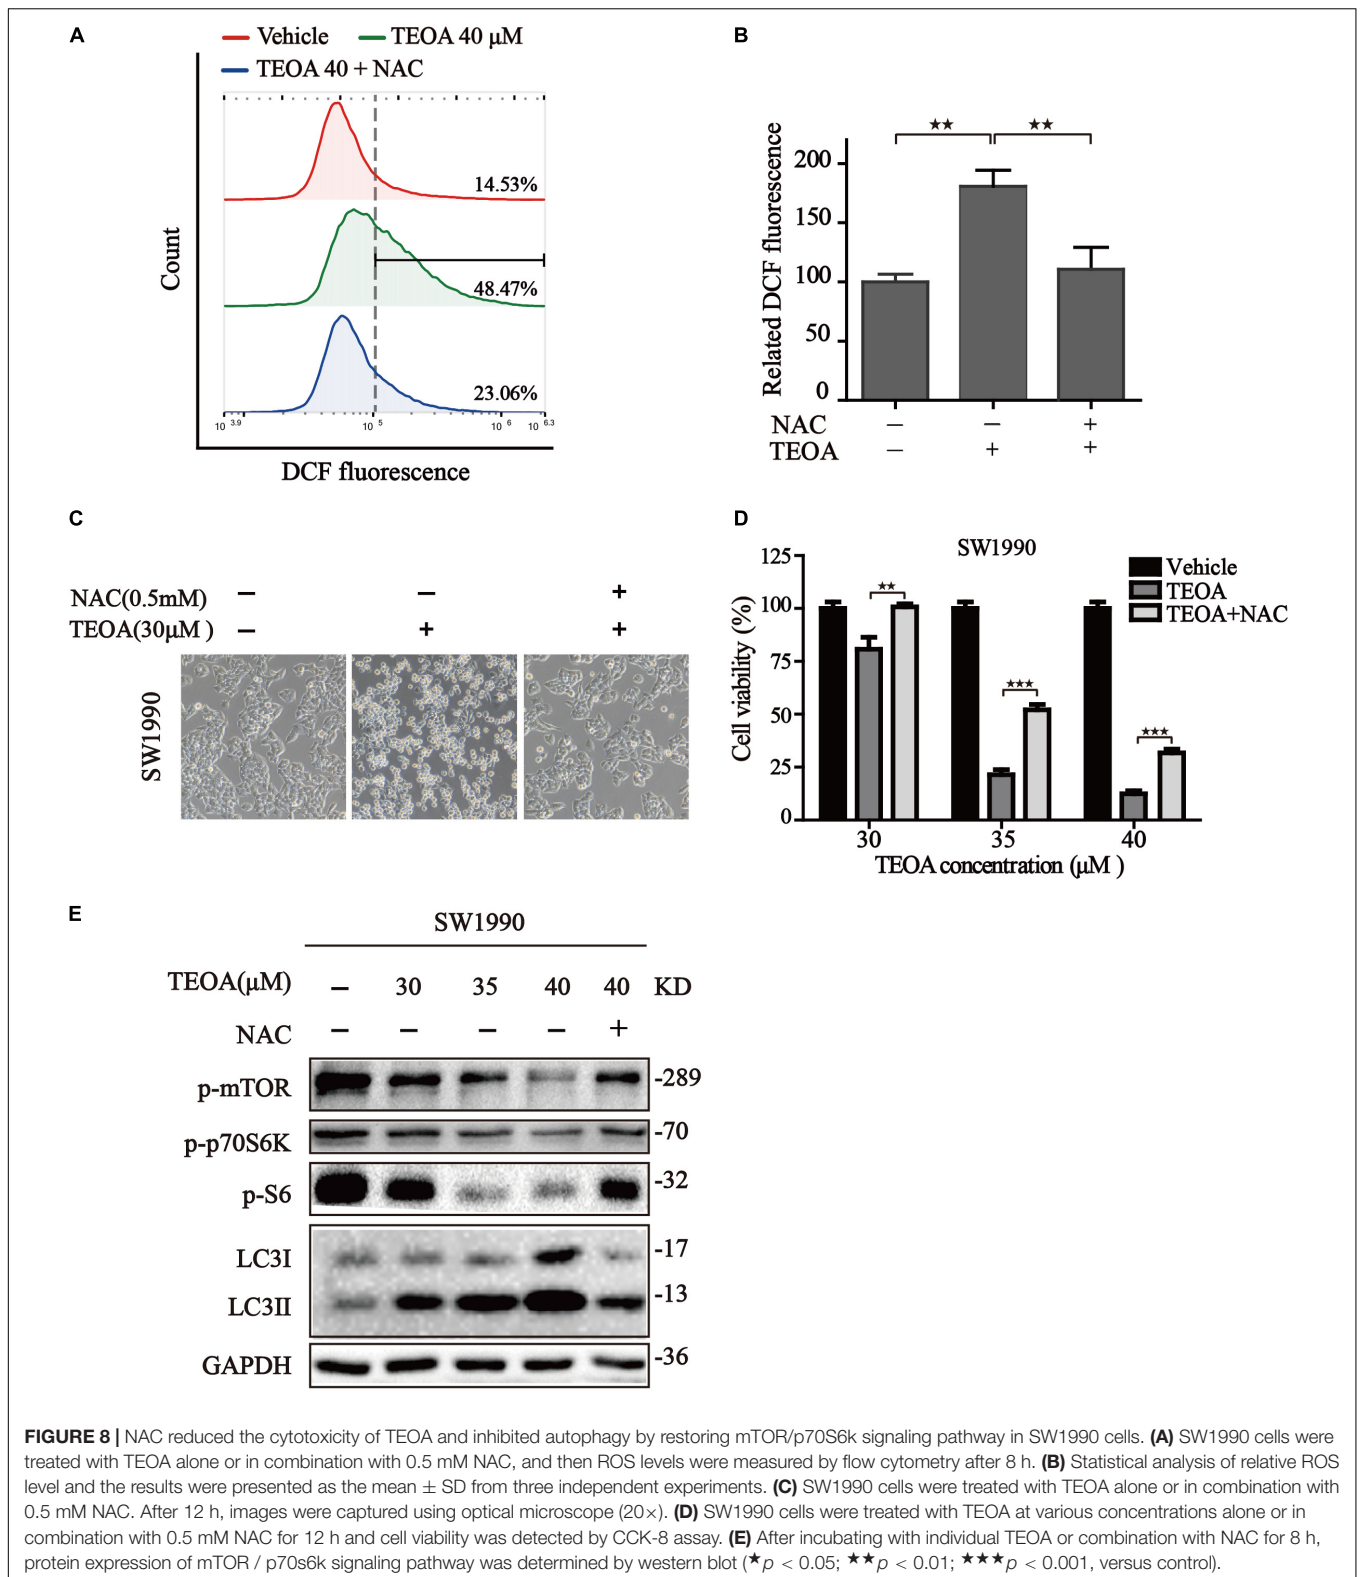 A
Vehicle TEOA 40 μM
TEOA 40 + NAC
Count
14.53%
48.47%
23.06%
10 3.9 10 5 10 6 10 6.3
DCF fluorescence
B
Related DCF fluorescence
200
150
100
50
0
NAC − − +
TEOA − + +
C
NAC(0.5mM) − − +
TEOA(30μM ) − + +
SW1990
D
SW1990
Vehicle
TEOA
TEOA+NAC
Cell viability (%)
125
100
75
50
25
0
★★
★★
★★
★★★
★★★
30 35 40
TEOA concentration (μM )
E
SW1990
TEOA(μM) − 30 35 40 40 KD
NAC − − − − +
p-mTOR -289
p-p70S6K -70
p-S6 -32
LC3I -17
LC3II -13
GAPDH -36
FIGURE 8 | NAC reduced the cytotoxicity of TEOA and inhibited autophagy by restoring mTOR/p70S6k signaling pathway in SW1990 cells. (A) SW1990 cells were
treated with TEOA alone or in combination with 0.5 mM NAC, and then ROS levels were measured by flow cytometry after 8 h. (B) Statistical analysis of relative ROS
level and the results were presented as the mean ± SD from three independent experiments. (C) SW1990 cells were treated with TEOA alone or in combination with
0.5 mM NAC. After 12 h, images were captured using optical microscope (20×). (D) SW1990 cells were treated with TEOA at various concentrations alone or in
combination with 0.5 mM NAC for 12 h and cell viability was detected by CCK-8 assay. (E) After incubating with individual TEOA or combination with NAC for 8 h,
protein expression of mTOR / p70s6k signaling pathway was determined by western blot (★p < 0.05; ★★p < 0.01; ★★★p < 0.001, versus control).